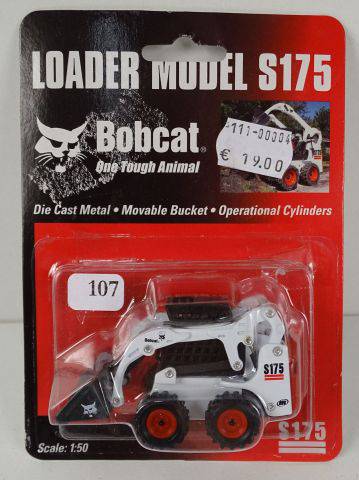 LOADER MODEL S175
Bobcat®
One Tough Animal
111-00004
€ 19.00
Die Cast Metal • Movable Bucket • Operational Cylinders
107
Bobcat
S175
S175
Scale: 1:50